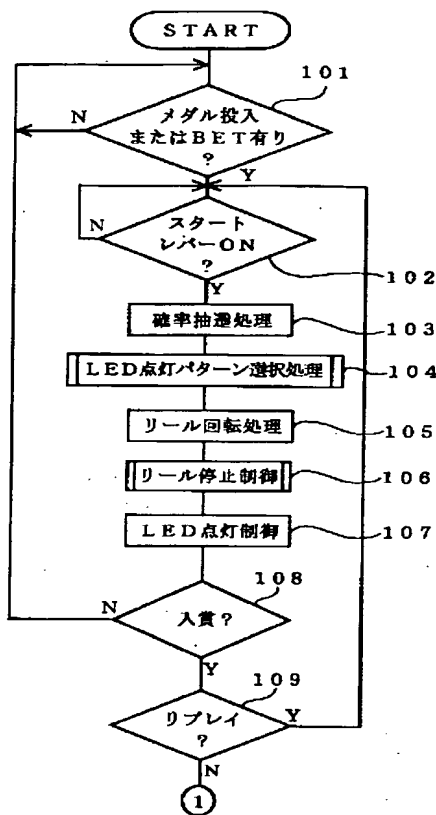 START
101
N
メダル投入
またはBET有り
?
Y
N
スタート
レバーON
?
102
Y
確率抽選処理
103
LED点灯パターン選択処理
104
リール回転処理
105
リール停止制御
106
LED点灯制御
107
108
N
入賞?
Y
109
リプレイ
?
Y
N
1